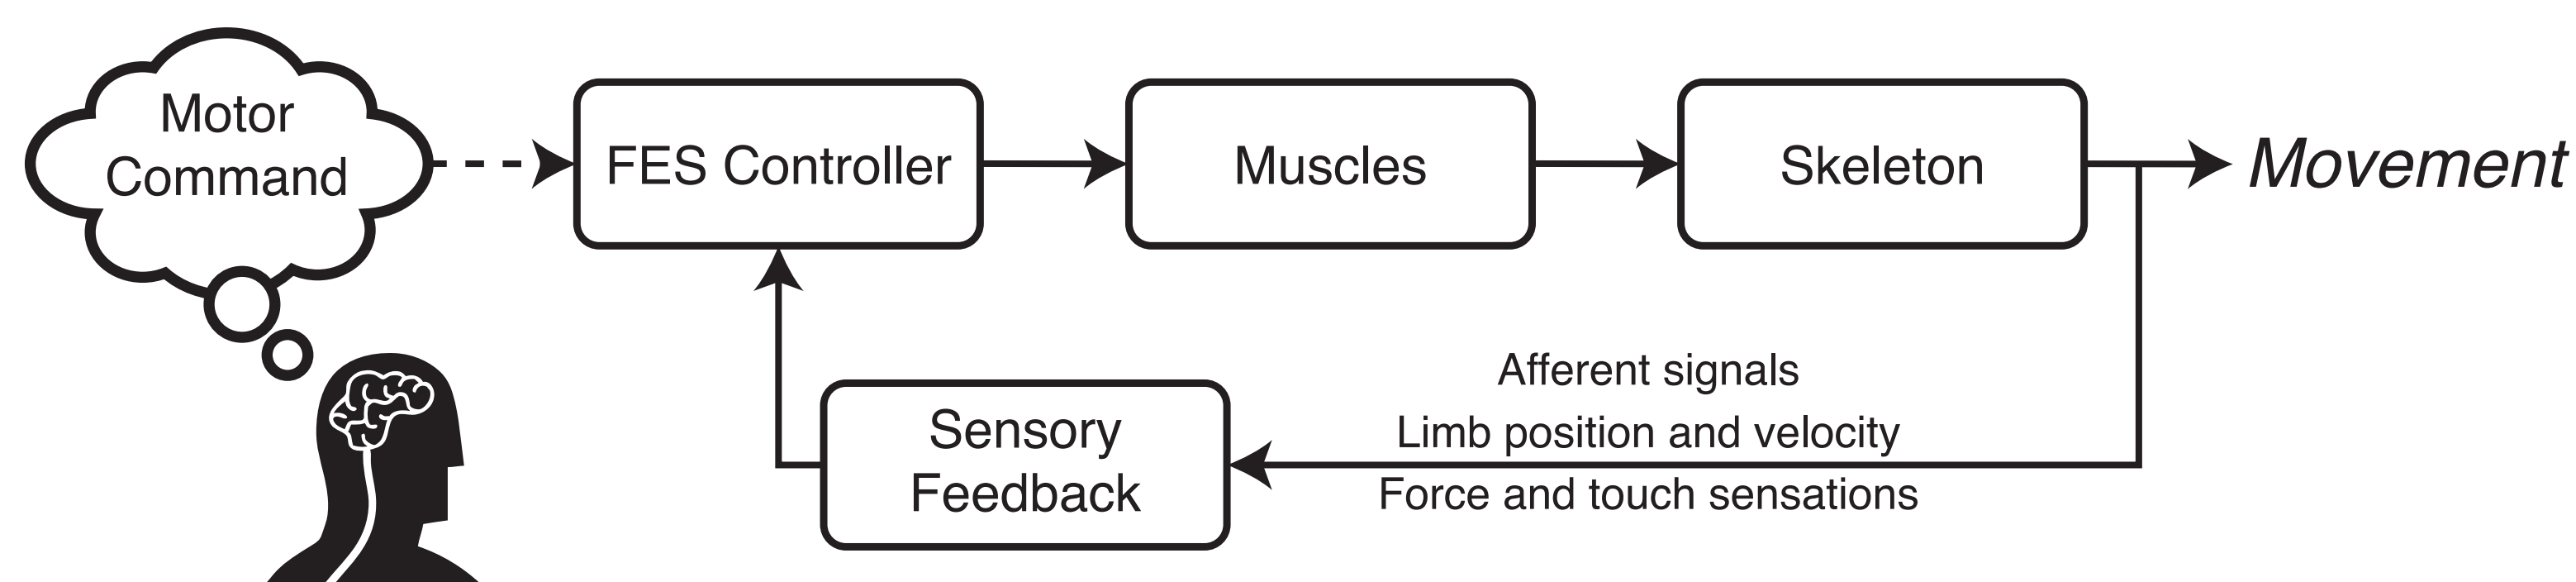 Motor
Command
FES Controller
Muscles
Skeleton
Movement
Afferent signals
Limb position and velocity
Force and touch sensations
Sensory
Feedback